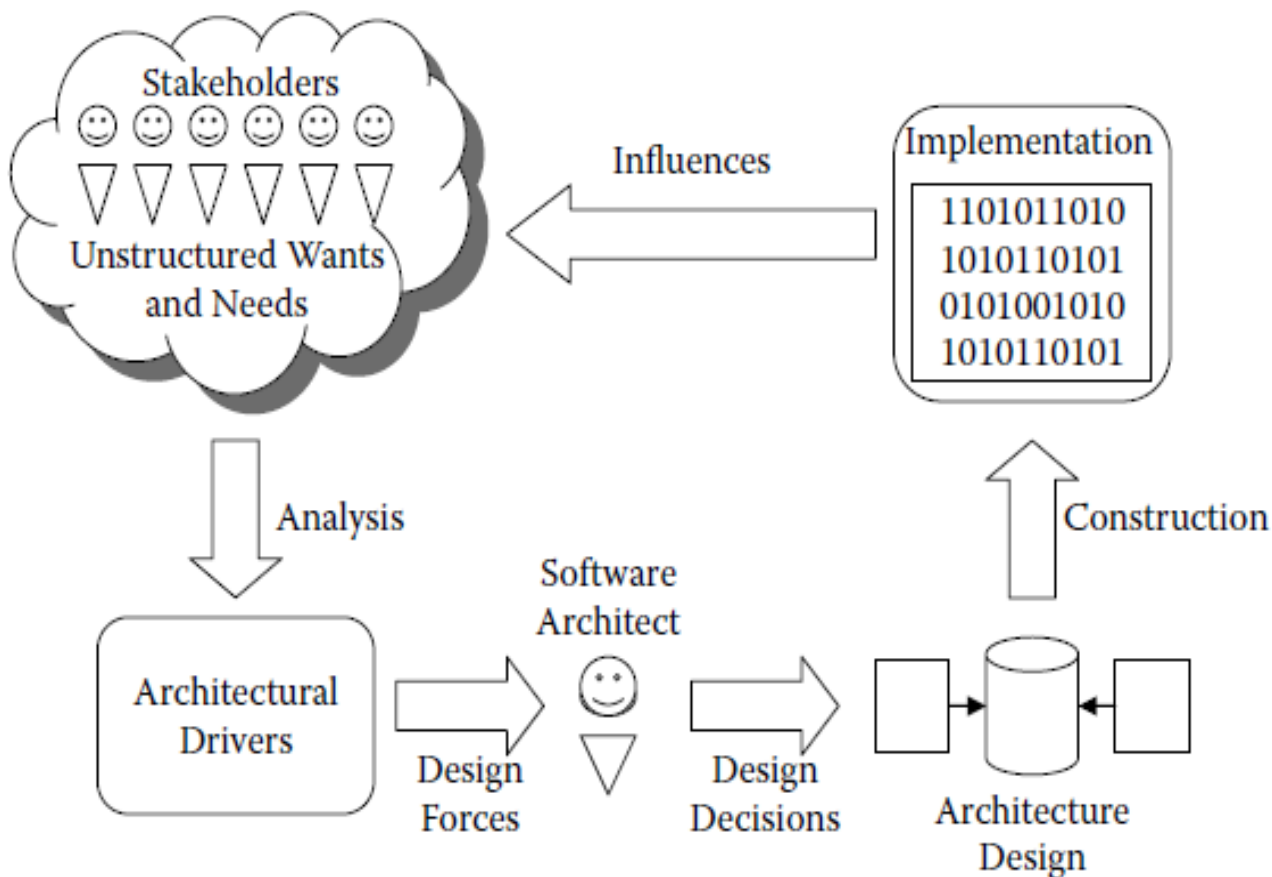 Stakeholders
Unstructured Wants
and Needs
Influences
Implementation
1101011010
1010110101
0101001010
1010110101
Analysis
Construction
Architectural
Drivers
Design
Forces
Software
Architect
Design
Decisions
Architecture
Design